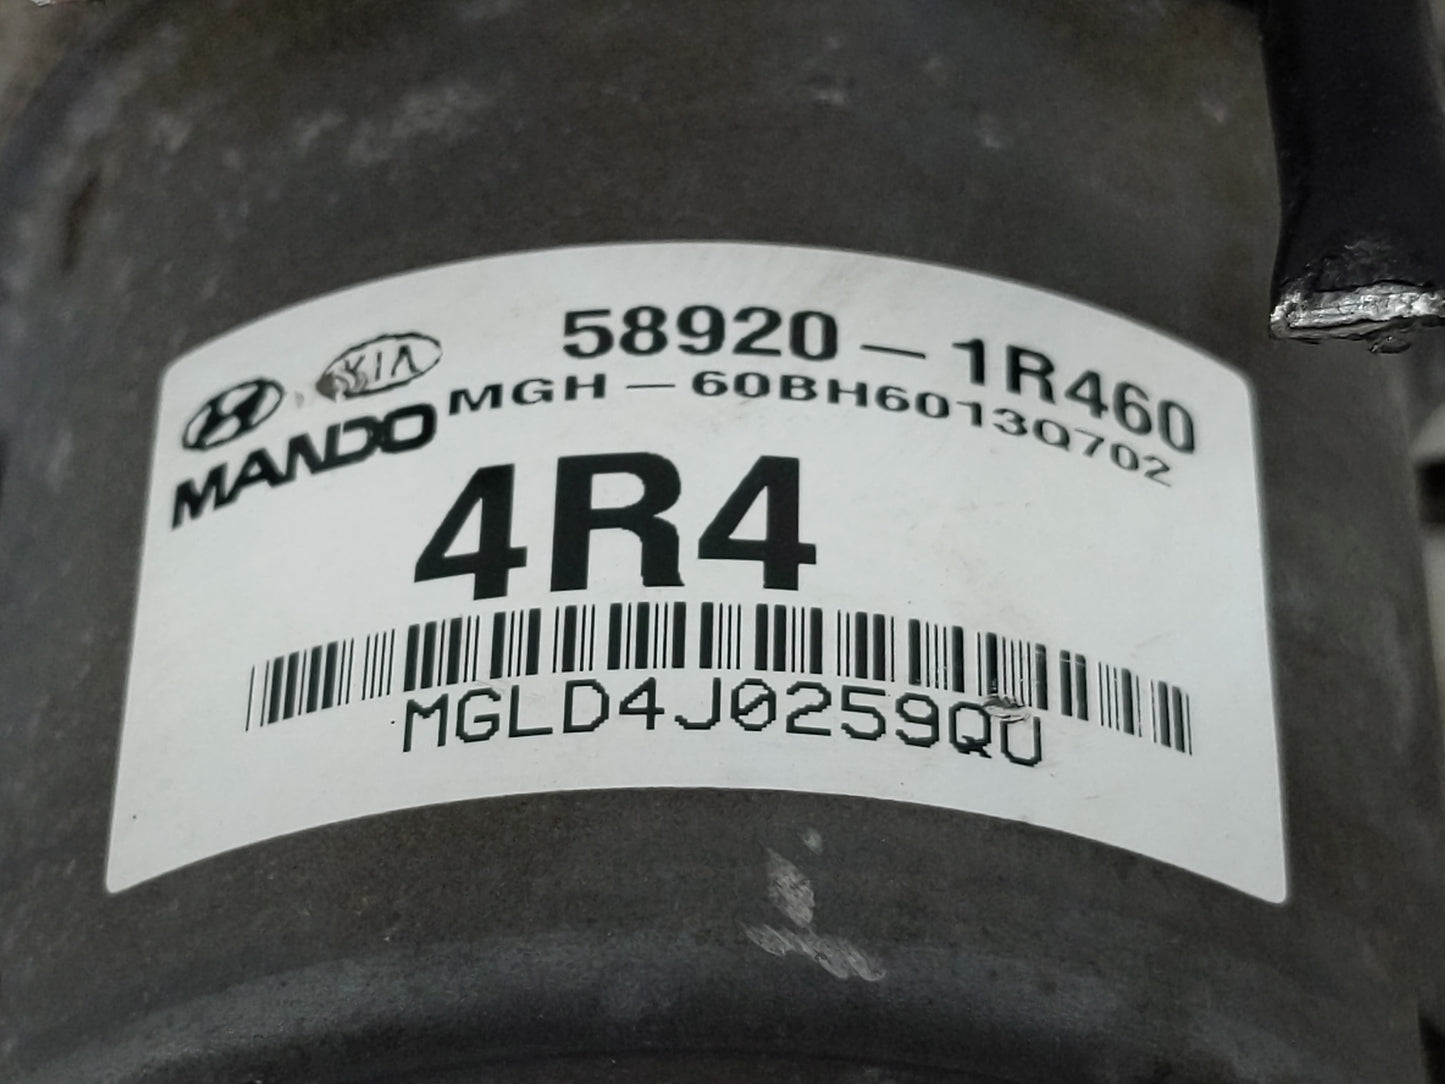 58920-1R460
KIA
MGH-60BH6013Q702
MANDO
4R4
MGLD4J0259QU